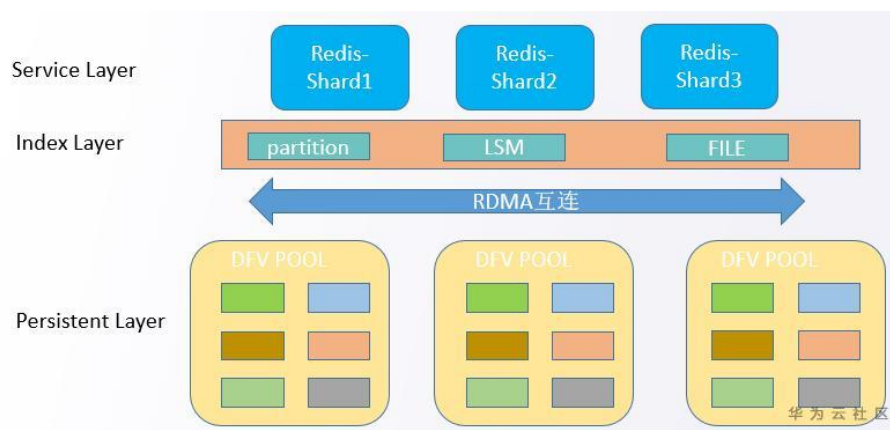 Service Layer
Redis-
Shard1
Redis-
Shard2
Redis-
Shard3
Index Layer
partition
LSM
FILE
RDMA互连
DFV POOL
DFV POOL
DFV POOL
Persistent Layer
华为云社区